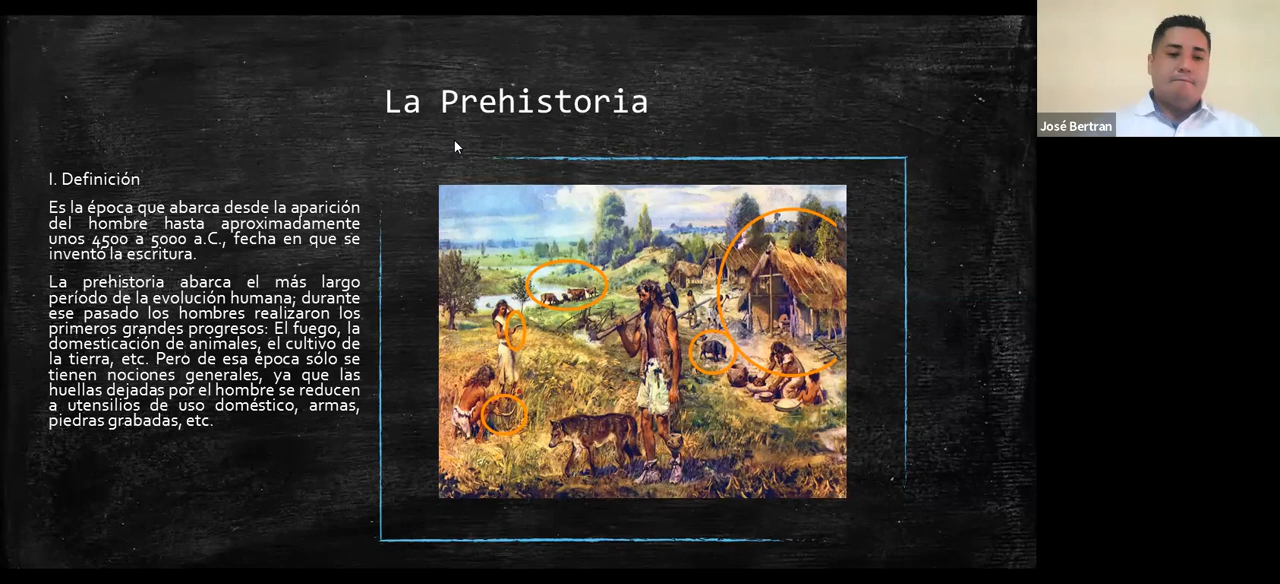 La Prehistoria
I. Definición
Es la época que abarca desde la aparición
del hombre hasta aproximadamente
unos 4500 a 5000 a.C., fecha en que se
inventó la escritura.
La prehistoria abarca el más largo
período de la evolución humana; durante
ese pasado los hombres realizaron los
primeros grandes progresos: El fuego, la
domesticación de animales, el cultivo de
la tierra, etc. Pero de esa época sólo se
tienen nociones generales, ya que las
huellas dejadas por el hombre se reducen
a utensilios de uso doméstico, armas,
piedras grabadas, etc.
José Bertran